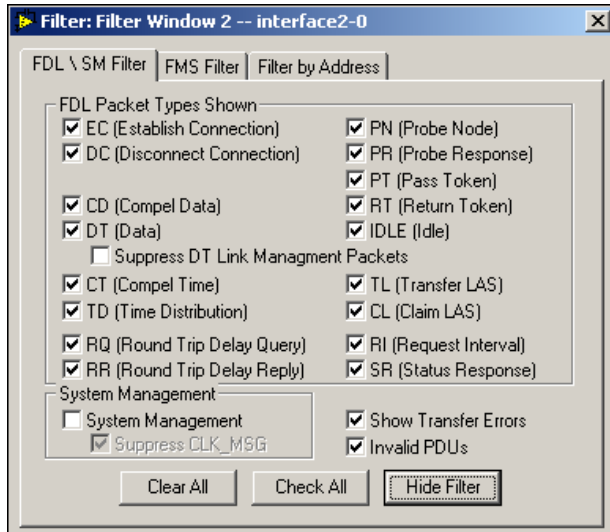 Filter: Filter Window 2 -- interface2-0
FDL \ SM Filter FMS Filter Filter by Address
FDL Packet Types Shown
EC (Establish Connection) PN (Probe Node)
DC (Disconnect Connection) PR (Probe Response)
PT (Pass Token)
CD (Compel Data) RT (Return Token)
DT (Data) IDLE (Idle)
Suppress DT Link Managment Packets
CT (Compel Time) TL (Transfer LAS)
TD (Time Distribution) CL (Claim LAS)
RQ (Round Trip Delay Query) RI (Request Interval)
RR (Round Trip Delay Reply) SR (Status Response)
System Management
System Management Show Transfer Errors
Suppress CLK_MSG Invalid PDUs
Clear All Check All Hide Filter